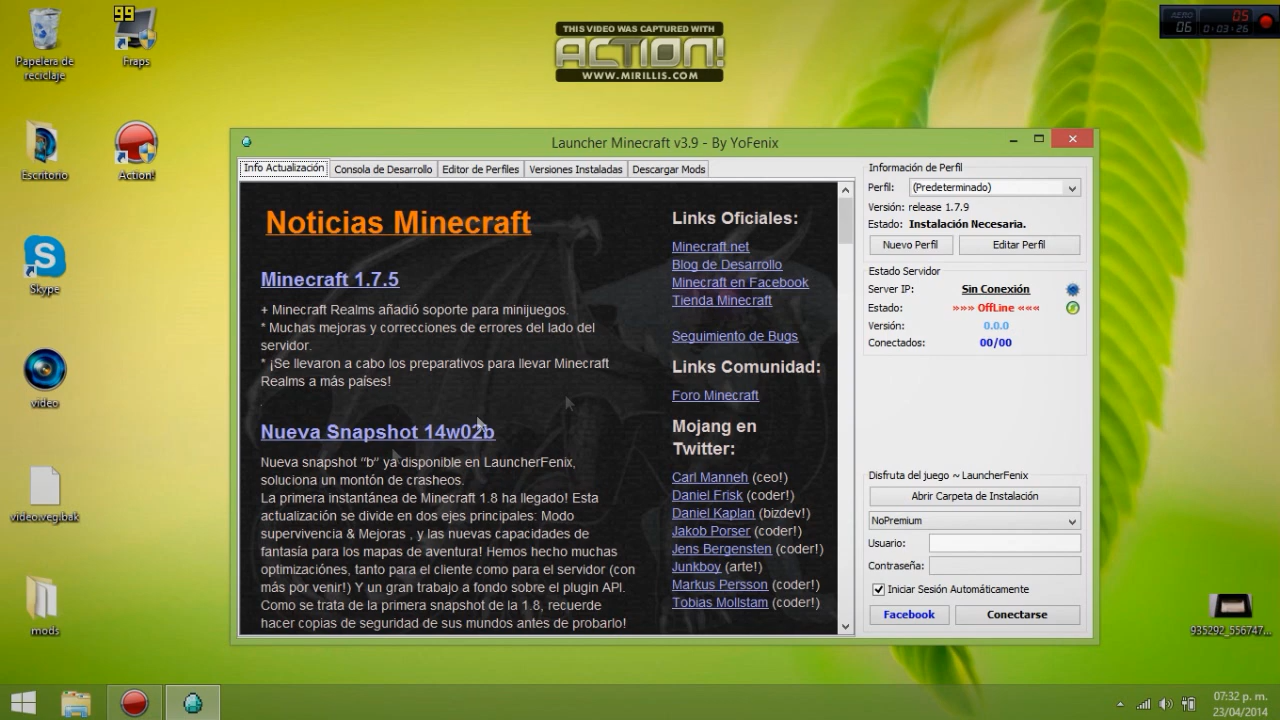 99
Papelera de
reciclaje
Fraps
Escritorio
Action!
Skype
video
video.veg.bak
mods
THIS VIDEO WAS CAPTURED WITH
ACTION!
WWW.MIRILLIS.COM
AERO
06
05
0:03:26
Launcher Minecraft v3.9 - By YoFenix
Info Actualización
Consola de Desarrollo
Editor de Perfiles
Versiones Instaladas
Descargar Mods
Noticias Minecraft
Minecraft 1.7.5
+ Minecraft Realms añadió soporte para minijuegos.
* Muchas mejoras y correcciones de errores del lado del
servidor.
* ¡Se llevaron a cabo los preparativos para llevar Minecraft
Realms a más países!
Nueva Snapshot 14w02b
Nueva snapshot "b" ya disponible en LauncherFenix,
soluciona un montón de crasheos.
La primera instantánea de Minecraft 1.8 ha llegado! Esta
actualización se divide en dos ejes principales: Modo
supervivencia & Mejoras , y las nuevas capacidades de
fantasía para los mapas de aventura! Hemos hecho muchas
optimizaciónes, tanto para el cliente como para el servidor (con
más por venir!) Y un gran trabajo a fondo sobre el plugin API.
Como se trata de la primera snapshot de la 1.8, recuerde
hacer copias de seguridad de sus mundos antes de probarlo!
Links Oficiales:
Minecraft net
Blog de Desarrollo
Minecraft en Facebook
Tienda Minecraft
Seguimiento de Bugs
Links Comunidad:
Foro Minecraft
Mojang en
Twitter:
Carl Manneh (ceo!)
Daniel Frisk (coder!)
Daniel Kaplan (bizdev!)
Jakob Porser (coder!)
Jens Bergensten (coder!)
Junkboy (arte!)
Markus Persson (coder!)
Tobias Mollstam (coder!)
Información de Perfil
Perfil: (Predeterminado)
Versión: release 1.7.9
Estado: Instalación Necesaria.
Nuevo Perfil
Editar Perfil
Estado Servidor
Server IP: Sin Conexión
Estado: »»» OffLine «««
Versión: 0.0.0
Conectados: 00/00
Disfruta del juego ~ LauncherFenix
Abrir Carpeta de Instalación
NoPremium
Usuario:
Contraseña:
Iniciar Sesión Automáticamente
Facebook
Conectarse
935292_556747...
07:32 p. m.
23/04/2014